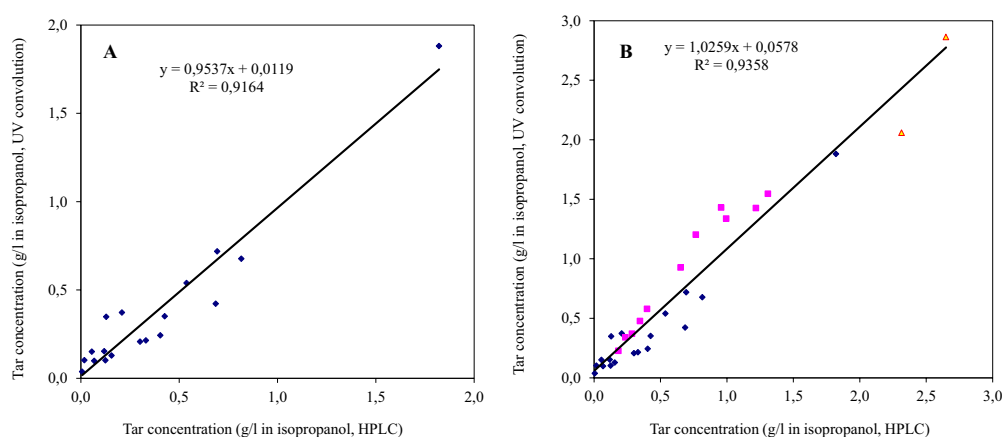 A
y = 0,9537x + 0,0119
R² = 0,9164
Tar concentration (g/l in isopropanol, UV convolution)
2,0
1,5
1,0
0,5
0,0
0,0 0,5 1,0 1,5 2,0
Tar concentration (g/l in isopropanol, HPLC)
B
y = 1,0259x + 0,0578
R² = 0,9358
Tar concentration (g/l in isopropanol, UV convolution)
3,0
2,5
2,0
1,5
1,0
0,5
0,0
0,0 0,5 1,0 1,5 2,0 2,5 3,0
Tar concentration (g/l in isopropanol, HPLC)